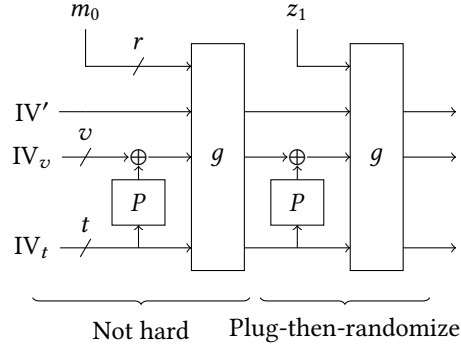 m₀ z₁
r
IV′
v
IVᵥ ⊕ g ⊕ g
P P
t
IVₜ
Not hard Plug-then-randomize